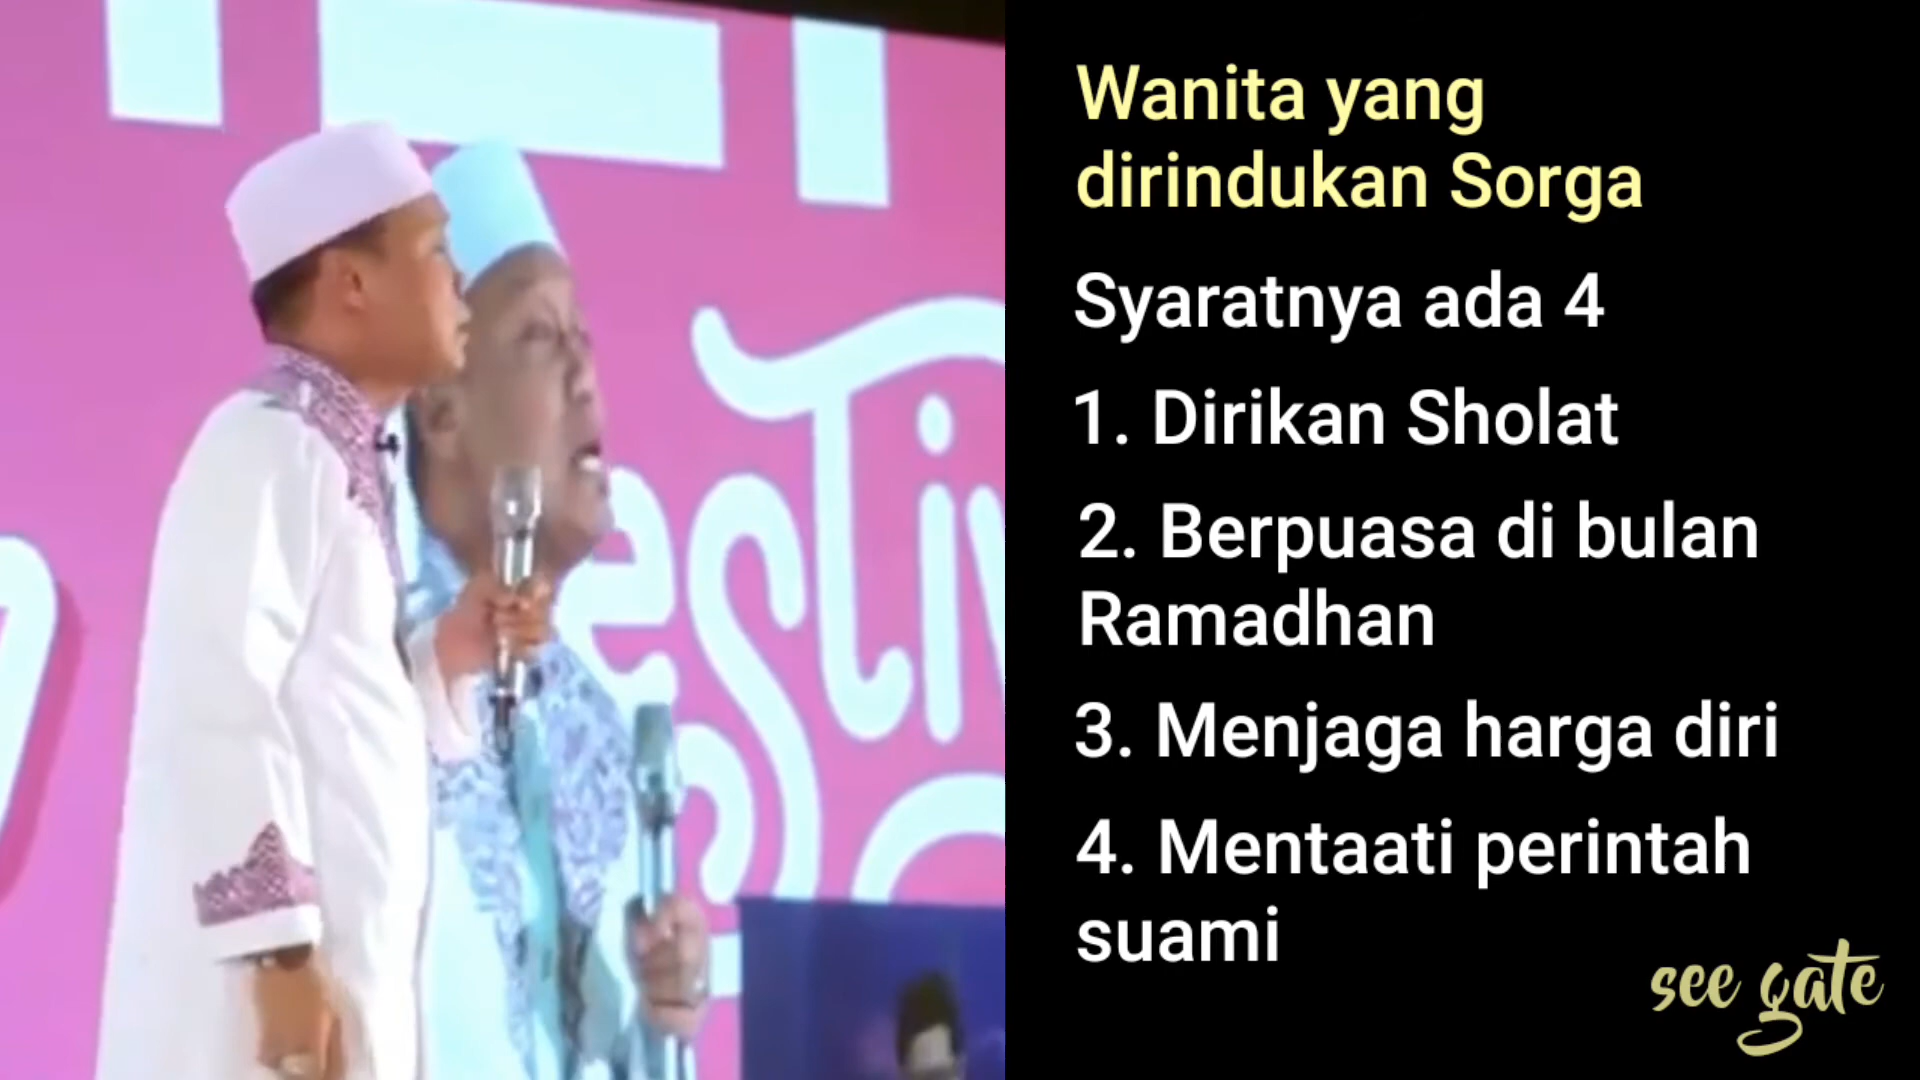 Wanita yang
dirindukan Sorga
Syaratnya ada 4
1. Dirikan Sholat
2. Berpuasa di bulan
Ramadhan
3. Menjaga harga diri
4. Mentaati perintah
suami
see gate